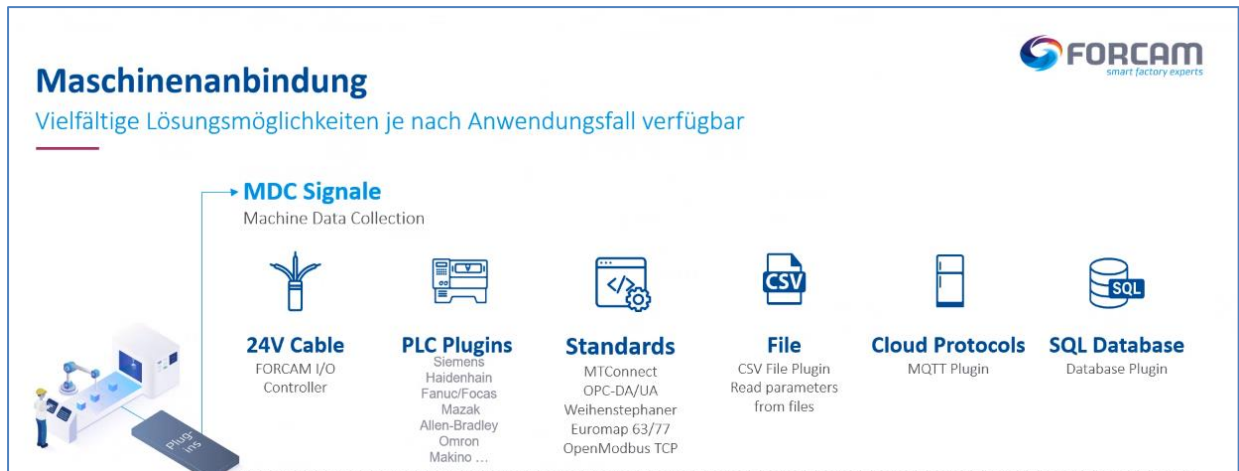 FORCAM
smart factory experts
Maschinenanbindung
Vielfältige Lösungsmöglichkeiten je nach Anwendungsfall verfügbar
MDC Signale
Machine Data Collection
CSV
SQL
24V Cable
FORCAM I/O
Controller
PLC Plugins
Siemens
Haidenhain
Fanuc/Focas
Mazak
Allen-Bradley
Omron
Makino ...
Standards
MTConnect
OPC-DA/UA
Weihenstephaner
Euromap 63/77
OpenModbus TCP
File
CSV File Plugin
Read parameters
from files
Cloud Protocols
MQTT Plugin
SQL Database
Database Plugin
Plug-
ins